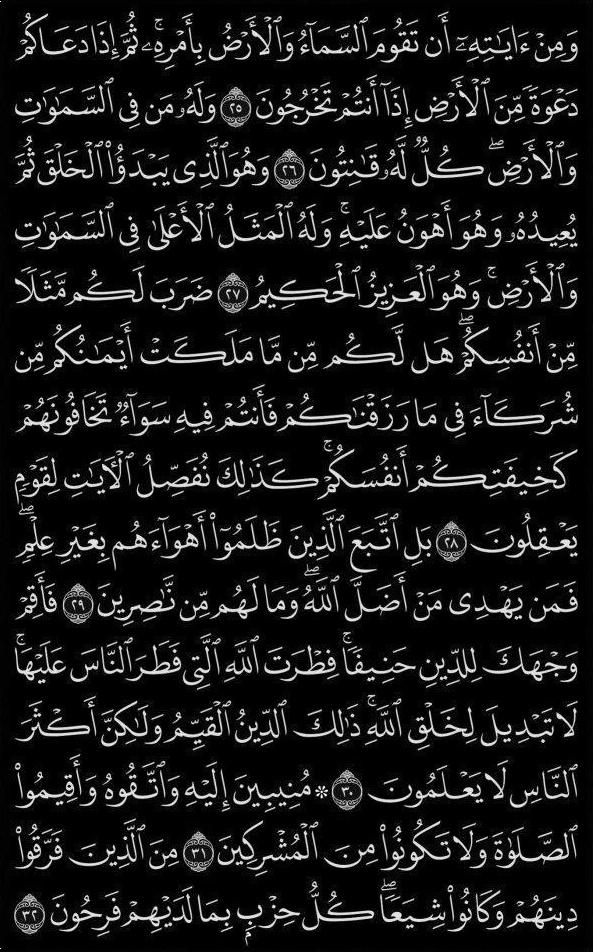 وَمِنْ ءَايَٰتِهِۦٓ أَن تَقُومَ ٱلسَّمَآءُ وَٱلْأَرْضُ بِأَمْرِهِۦ ۚ ثُمَّ إِذَا دَعَاكُمْ
دَعْوَةً مِّنَ ٱلْأَرْضِ إِذَآ أَنتُمْ تَخْرُجُونَ ٢٥ وَلَهُۥ مَن فِى ٱلسَّمَٰوَٰتِ
وَٱلْأَرْضِ ۖ كُلٌّ لَّهُۥ قَٰنِتُونَ ٢٦ وَهُوَ ٱلَّذِى يَبْدَؤُا۟ ٱلْخَلْقَ ثُمَّ
يُعِيدُهُۥ وَهُوَ أَهْوَنُ عَلَيْهِ ۚ وَلَهُ ٱلْمَثَلُ ٱلْأَعْلَىٰ فِى ٱلسَّمَٰوَٰتِ
وَٱلْأَرْضِ ۚ وَهُوَ ٱلْعَزِيزُ ٱلْحَكِيمُ ٢٧ ضَرَبَ لَكُم مَّثَلًا
مِّنْ أَنفُسِكُمْ ۖ هَل لَّكُم مِّن مَّا مَلَكَتْ أَيْمَٰنُكُم مِّن
شُرَكَآءَ فِى مَا رَزَقْنَٰكُمْ فَأَنتُمْ فِيهِ سَوَآءٌ تَخَافُونَهُمْ
كَخِيفَتِكُمْ أَنفُسَكُمْ ۚ كَذَٰلِكَ نُفَصِّلُ ٱلْءَايَٰتِ لِقَوْمٍ
يَعْقِلُونَ ٢٨ بَلِ ٱتَّبَعَ ٱلَّذِينَ ظَلَمُوٓا۟ أَهْوَآءَهُم بِغَيْرِ عِلْمٍ ۖ
فَمَن يَهْدِى مَنْ أَضَلَّ ٱللَّهُ ۖ وَمَا لَهُم مِّن نَّٰصِرِينَ ٢٩ فَأَقِمْ
وَجْهَكَ لِلدِّينِ حَنِيفًا ۚ فِطْرَتَ ٱللَّهِ ٱلَّتِى فَطَرَ ٱلنَّاسَ عَلَيْهَا ۚ
لَا تَبْدِيلَ لِخَلْقِ ٱللَّهِ ۚ ذَٰلِكَ ٱلدِّينُ ٱلْقَيِّمُ وَلَٰكِنَّ أَكْثَرَ
ٱلنَّاسِ لَا يَعْلَمُونَ ٣٠ ۞ مُنِيبِينَ إِلَيْهِ وَٱتَّقُوهُ وَأَقِيمُوا۟
ٱلصَّلَوٰةَ وَلَا تَكُونُوا۟ مِنَ ٱلْمُشْرِكِينَ ٣١ مِنَ ٱلَّذِينَ فَرَّقُوا۟
دِينَهُمْ وَكَانُوا۟ شِيَعًا ۖ كُلُّ حِزْبٍۭ بِمَا لَدَيْهِمْ فَرِحُونَ ٣٢